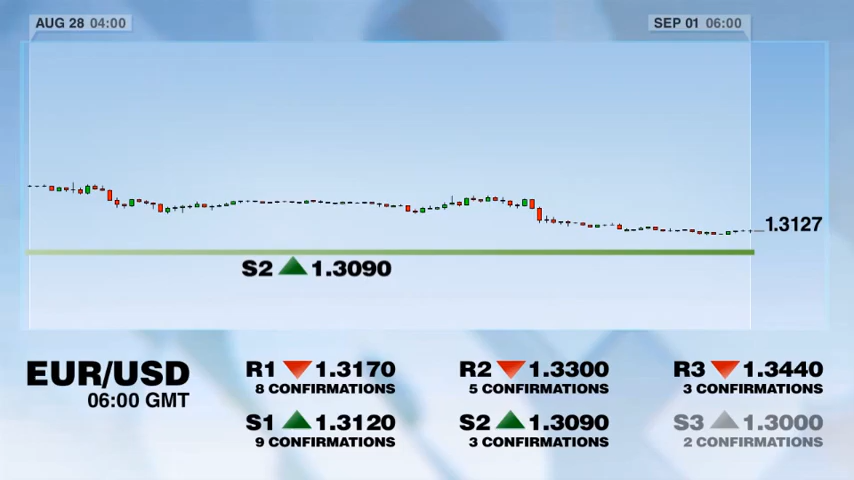 AUG 28 04:00
SEP 01 06:00
1.3127
S2 1.3090
EUR/USD
06:00 GMT
R1 1.3170
8 CONFIRMATIONS
R2 1.3300
5 CONFIRMATIONS
R3 1.3440
3 CONFIRMATIONS
S1 1.3120
9 CONFIRMATIONS
S2 1.3090
3 CONFIRMATIONS
S3 1.3000
2 CONFIRMATIONS